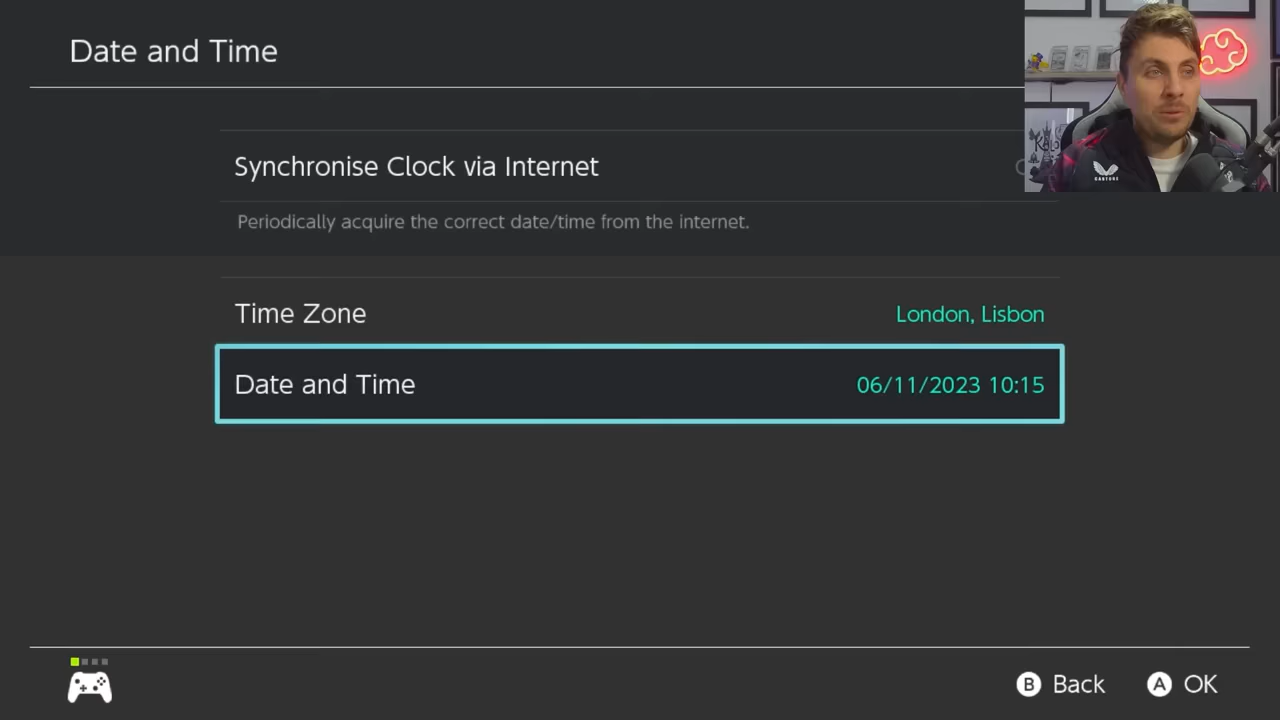 Date and Time
Synchronise Clock via Internet
Periodically acquire the correct date/time from the internet.
Time Zone
London, Lisbon
Date and Time
06/11/2023 10:15
B Back
A OK